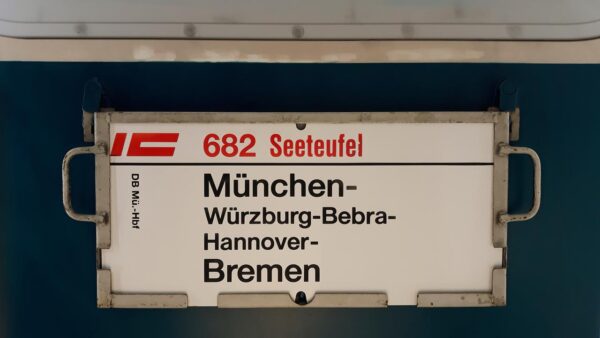 IC 682 Seeteufel
DB Mü.-Hbf
München-
Würzburg-Bebra-
Hannover-
Bremen